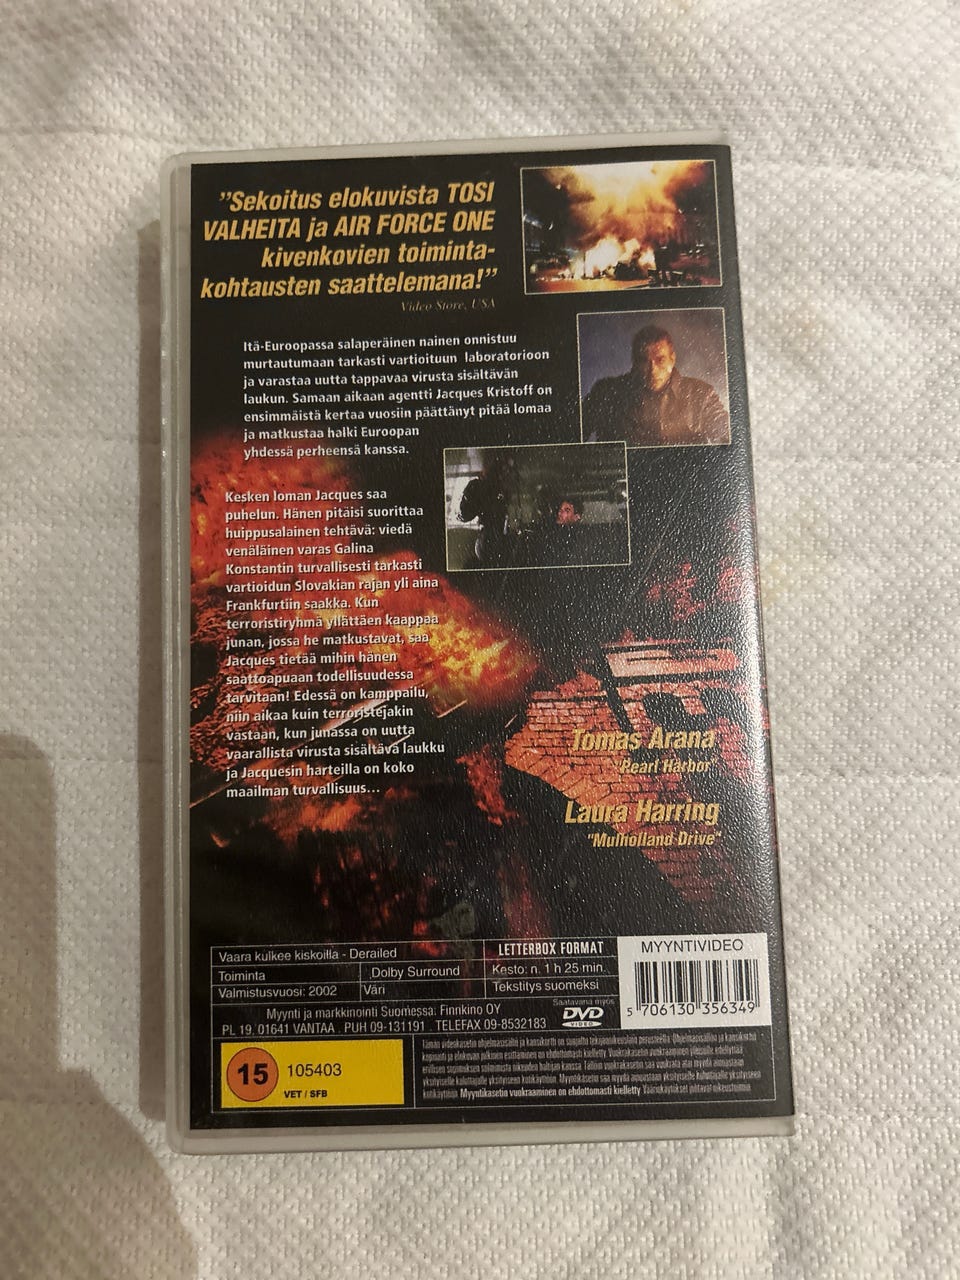 ”Sekoitus elokuvista TOSI
VALHEITA ja AIR FORCE ONE
kivenkovien toiminta-
kohtausten saattelemana!”
Video Store, USA
Itä-Euroopassa salaperäinen nainen onnistuu
murtautumaan tarkasti vartioituun laboratorioon
ja varastaa uutta tappavaa virusta sisältävän
laukun. Samaan aikaan agentti Jacques Kristoff on
ensimmäistä kertaa vuosiin päättänyt pitää lomaa
ja matkustaa halki Euroopan
yhdessä perheensä kanssa.
Kesken loman Jacques saa
puhelun. Hänen pitäisi suorittaa
huippusalainen tehtävä: viedä
venäläinen varas Galina
Konstantin turvallisesti tarkasti
vartioidun Slovakian rajan yli aina
Frankfurtiin saakka. Kun
terroristiryhmä yllättäen kaappaa
junan, jossa he matkustavat, saa
Jacques tietää mihin hänen
saattoapuaan todellisuudessa
tarvitaan! Edessä on kamppailu,
niin aikaa kuin terroristejakin
vastaan, kun junassa on uutta
vaarallista virusta sisältävä laukku
ja Jacquesin harteilla on koko
maailman turvallisuus...
Tomas Arana
"Pearl Harbor"
Laura Harring
"Mulholland Drive"
Vaara kulkee kiskoilla - Derailed
LETTERBOX FORMAT
Toiminta
Dolby Surround
Kesto: n. 1 h 25 min.
Valmistusvuosi: 2002
Väri
Tekstitys suomeksi
MYYNTIVIDEO
5 706130 356349
Myynti ja markkinointi Suomessa: Finnkino OY
PL 19, 01641 VANTAA . PUH 09-131191 TELEFAX 09-8532183
Saatavana myös
DVD
VIDEO
15
105403
VET / SFB
Myyntikasetin vuokraaminen on ehdottomasti kielletty